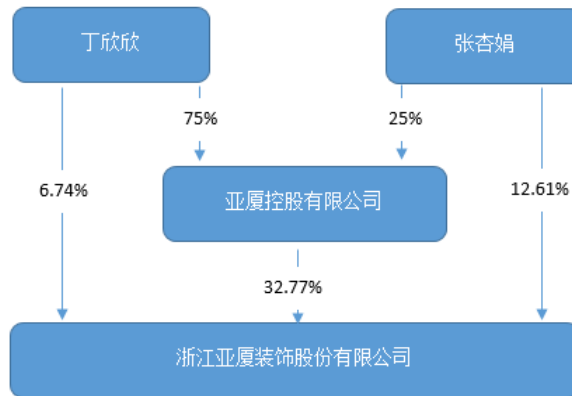 丁欣欣
张杏娟
75%
25%
6.74%
亚厦控股有限公司
12.61%
32.77%
浙江亚厦装饰股份有限公司